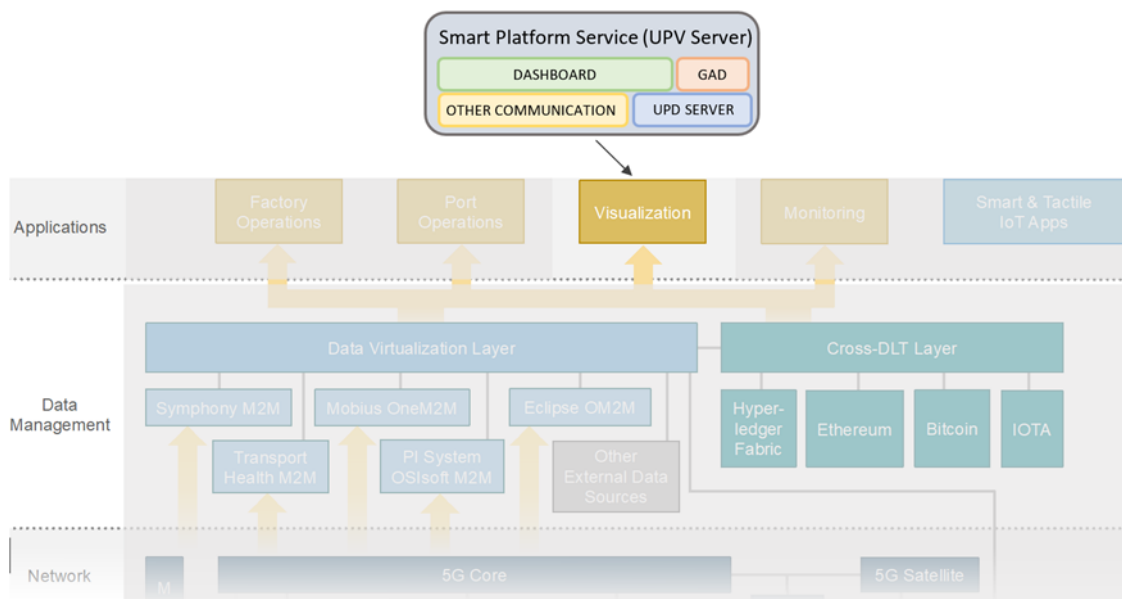 Smart Platform Service (UPV Server)
DASHBOARD
GAD
OTHER COMMUNICATION
UPD SERVER
Applications
Factory
Operations
Port
Operations
Visualization
Monitoring
Smart & Tactile
IoT Apps
Data
Management
Data Virtualization Layer
Cross-DLT Layer
Symphony M2M
Mobius OneM2M
Eclipse OM2M
Transport
Health M2M
PI System
OSIsoft M2M
Other
External Data
Sources
Hyper-
ledger
Fabric
Ethereum
Bitcoin
IOTA
Network
M
5G Core
5G Satellite